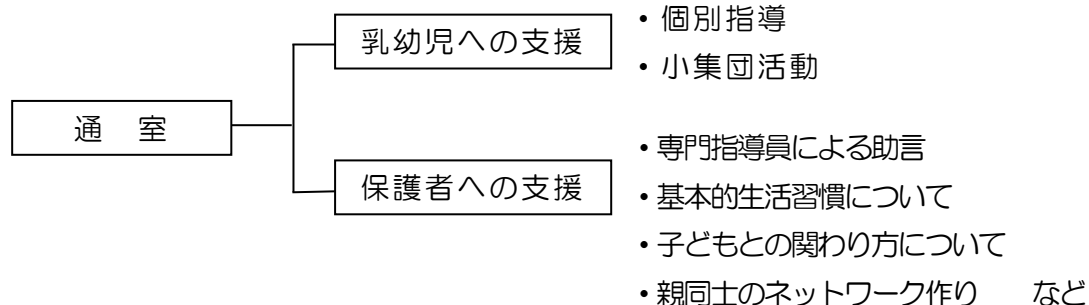 通　室
乳幼児への支援
・個別指導
・小集団活動
保護者への支援
・専門指導員による助言
・基本的生活習慣について
・子どもとの関わり方について
・親同士のネットワーク作り　　など